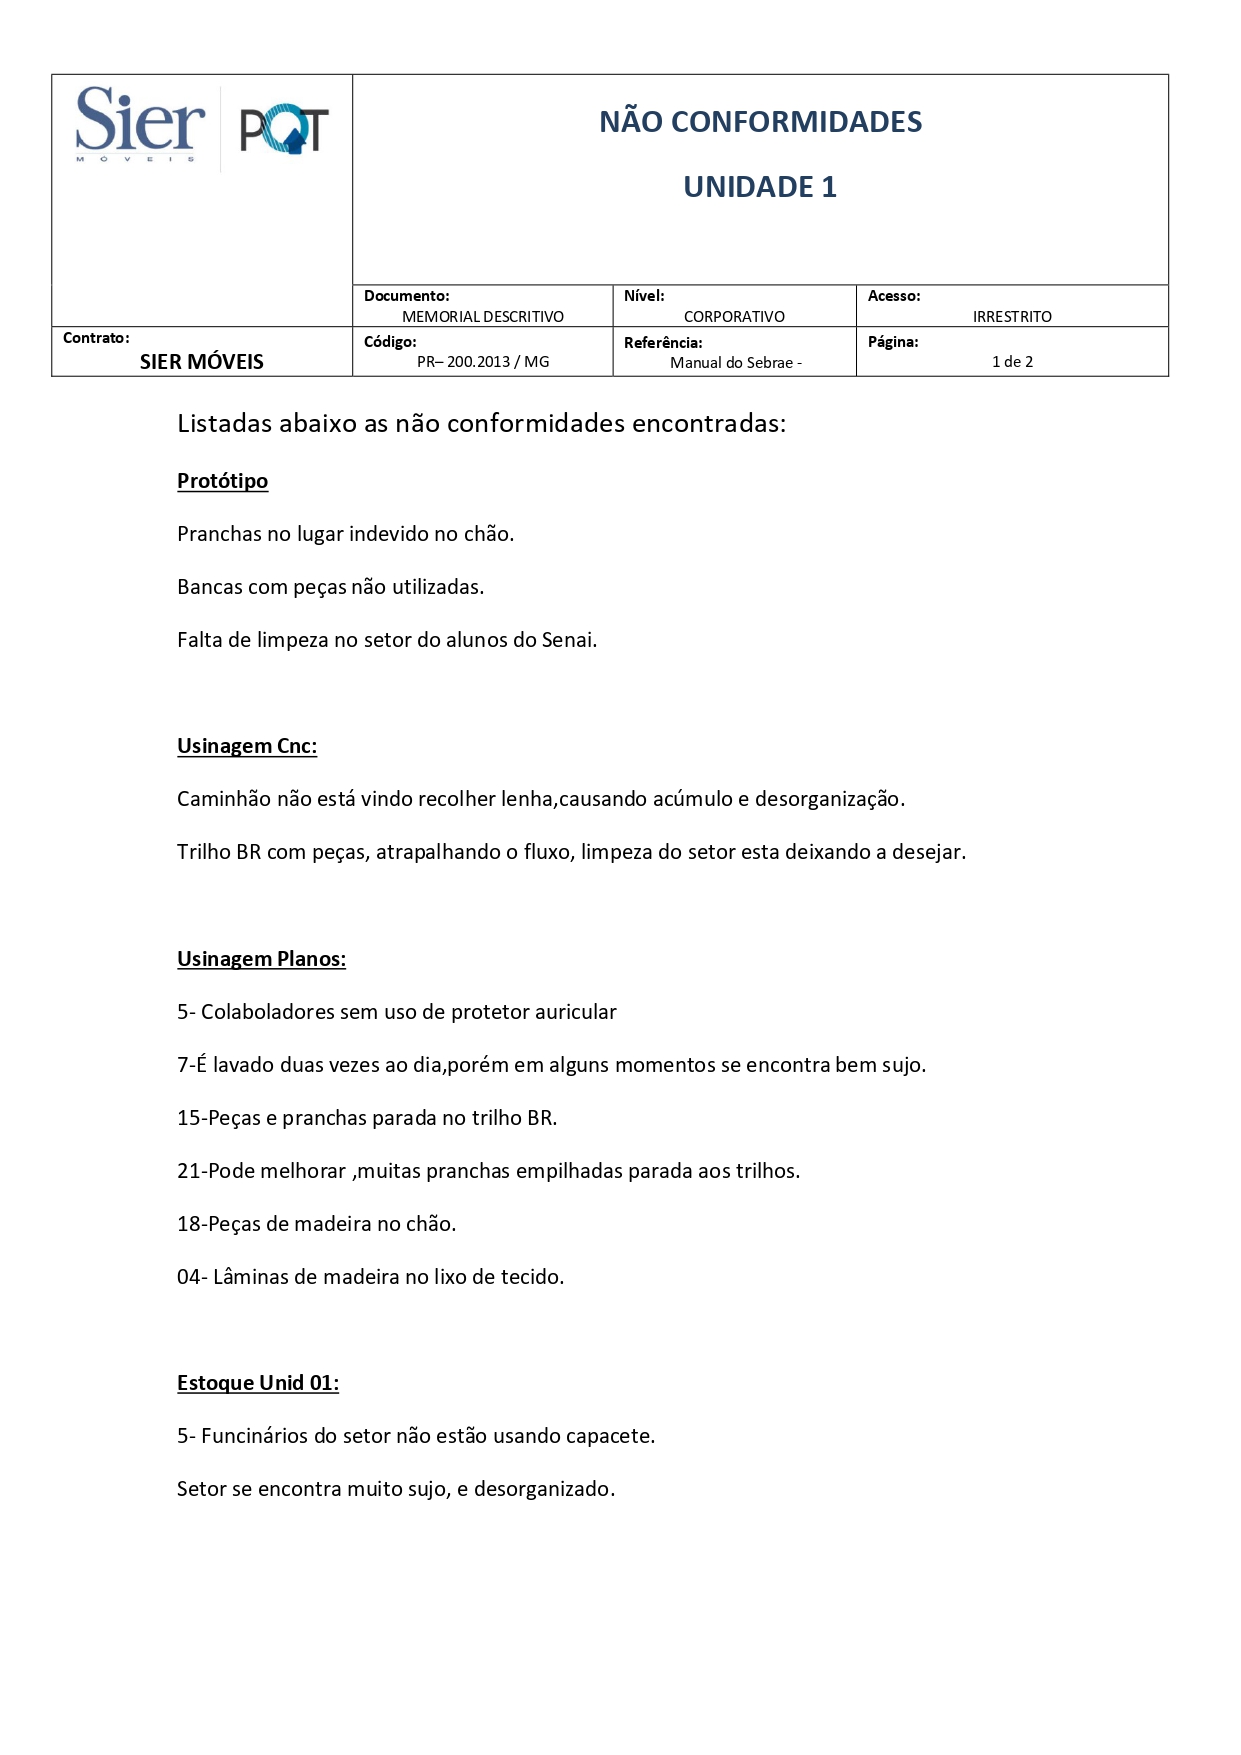 Sier
MÓVEIS
PQT
NÃO CONFORMIDADES
UNIDADE 1
Documento:
MEMORIAL DESCRITIVO
Nível:
CORPORATIVO
Acesso:
IRRESTRITO
Contrato:
SIER MÓVEIS
Código:
PR– 200.2013 / MG
Referência:
Manual do Sebrae -
Página:
1 de 2
Listadas abaixo as não conformidades encontradas:
Protótipo
Pranchas no lugar indevido no chão.
Bancas com peças não utilizadas.
Falta de limpeza no setor do alunos do Senai.
Usinagem Cnc:
Caminhão não está vindo recolher lenha,causando acúmulo e desorganização.
Trilho BR com peças, atrapalhando o fluxo, limpeza do setor esta deixando a desejar.
Usinagem Planos:
5- Colaboladores sem uso de protetor auricular
7-É lavado duas vezes ao dia,porém em alguns momentos se encontra bem sujo.
15-Peças e pranchas parada no trilho BR.
21-Pode melhorar ,muitas pranchas empilhadas parada aos trilhos.
18-Peças de madeira no chão.
04- Lâminas de madeira no lixo de tecido.
Estoque Unid 01:
5- Funcinários do setor não estão usando capacete.
Setor se encontra muito sujo, e desorganizado.